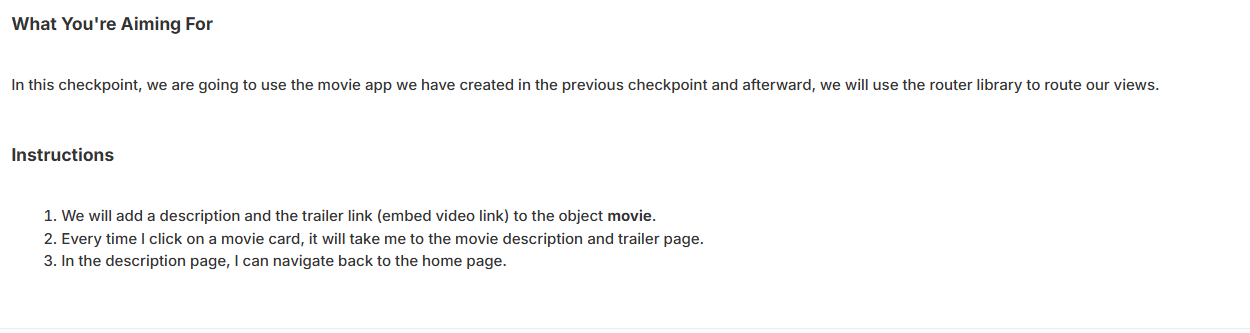 What You're Aiming For
In this checkpoint, we are going to use the movie app we have created in the previous checkpoint and afterward, we will use the router library to route our views.
Instructions
1. We will add a description and the trailer link (embed video link) to the object movie.
2. Every time I click on a movie card, it will take me to the movie description and trailer page.
3. In the description page, I can navigate back to the home page.